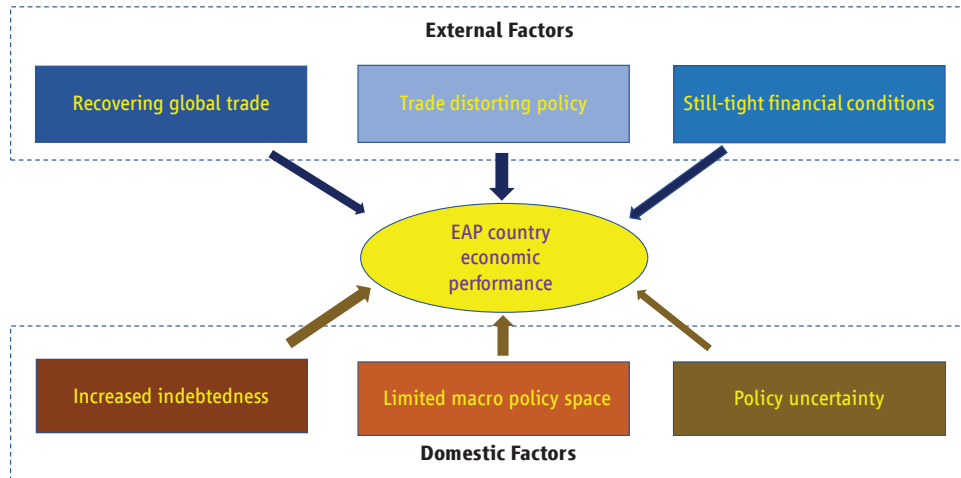 External Factors
Recovering global trade
Trade distorting policy
Still-tight financial conditions
EAP country
economic
performance
Increased indebtedness
Limited macro policy space
Policy uncertainty
Domestic Factors